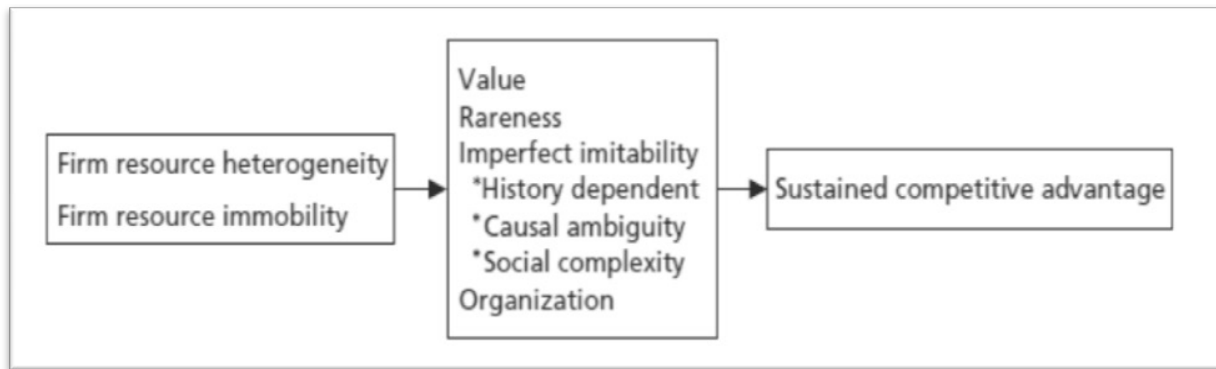 Firm resource heterogeneity
Firm resource immobility
Value
Rareness
Imperfect imitability
*History dependent
*Causal ambiguity
*Social complexity
Organization
Sustained competitive advantage